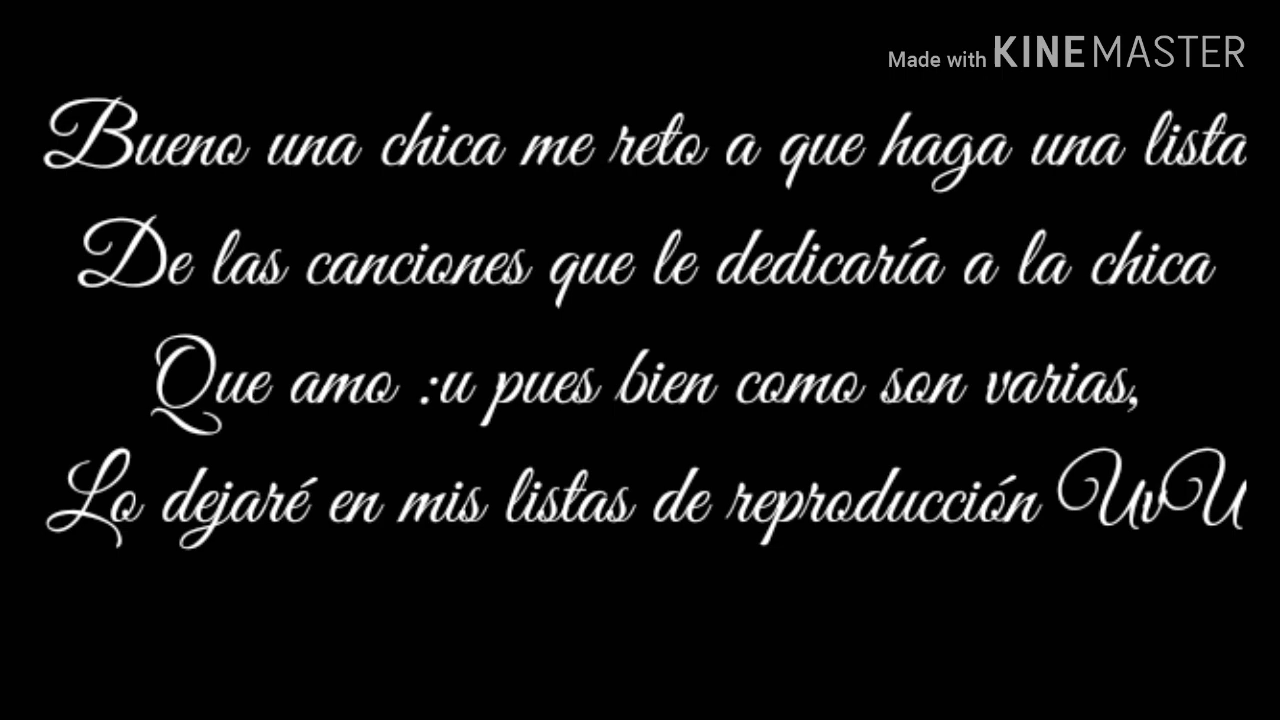 Made with KINEMASTER
Bueno una chica me reto a que haga una lista
De las canciones que le dedicaría a la chica
Que amo :u pues bien como son varias,
Lo dejaré en mis listas de reproducción UvU